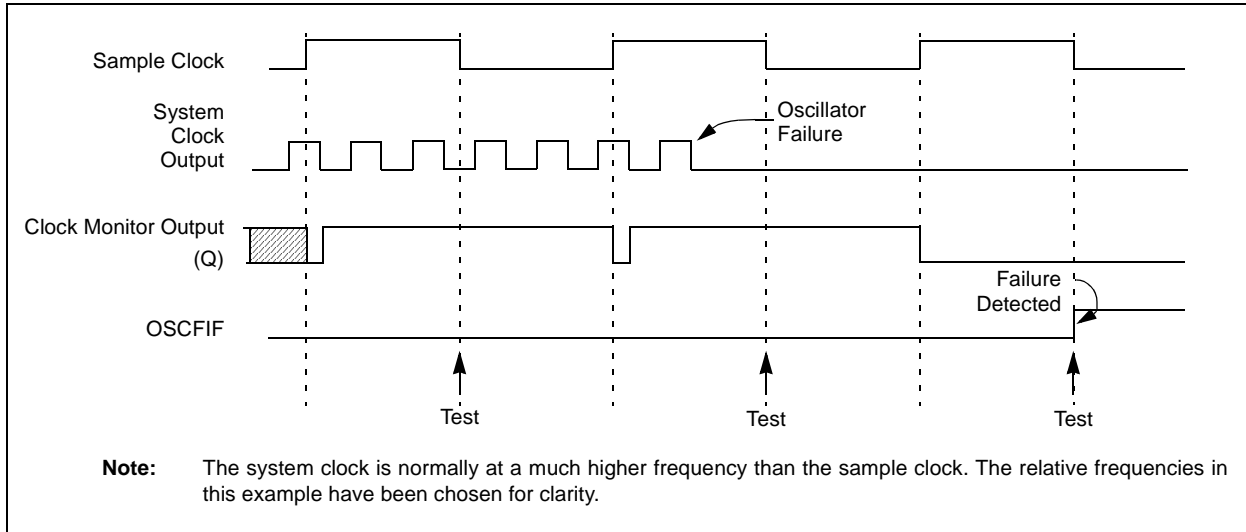 Sample Clock
System
Clock
Output
Oscillator
Failure
Clock Monitor Output
(Q)
Failure
Detected
OSCFIF
Test
Test
Test
Note: The system clock is normally at a much higher frequency than the sample clock. The relative frequencies in
this example have been chosen for clarity.